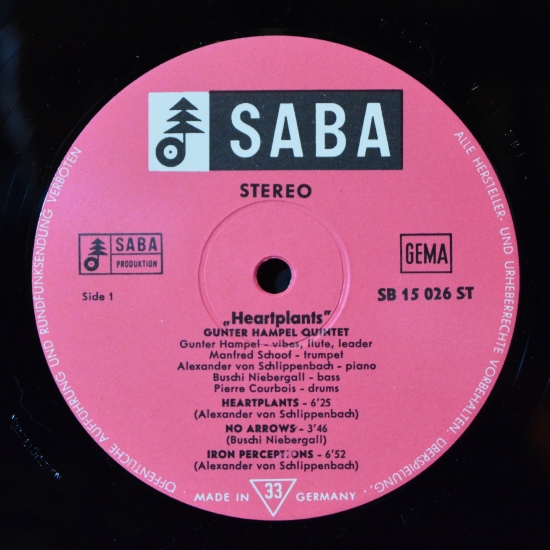 SABA
STEREO
SABA
PRODUKTION
GEMA
Side 1
SB 15 026 ST
„Heartplants”
GUNTER HAMPEL QUINTET
Gunter Hampel - vibes, flute, leader
Manfred Schoof - trumpet
Alexander von Schlippenbach - piano
Buschi Niebergall - bass
Pierre Courbois - drums
HEARTPLANTS - 6'25
(Alexander von Schlippenbach)
NO ARROWS - 3'46
(Buschi Niebergall)
IRON PERCEPTIONS - 6'52
(Alexander von Schlippenbach)
33
· MADE IN GERMANY ·
ALLE HERSTELLER- UND URHEBERRECHTE VORBEHALTEN. ÜBERSPIELUNG,
ÖFFENTLICHE AUFFÜHRUNG UND RUNDFUNKSENDUNG VERBOTEN